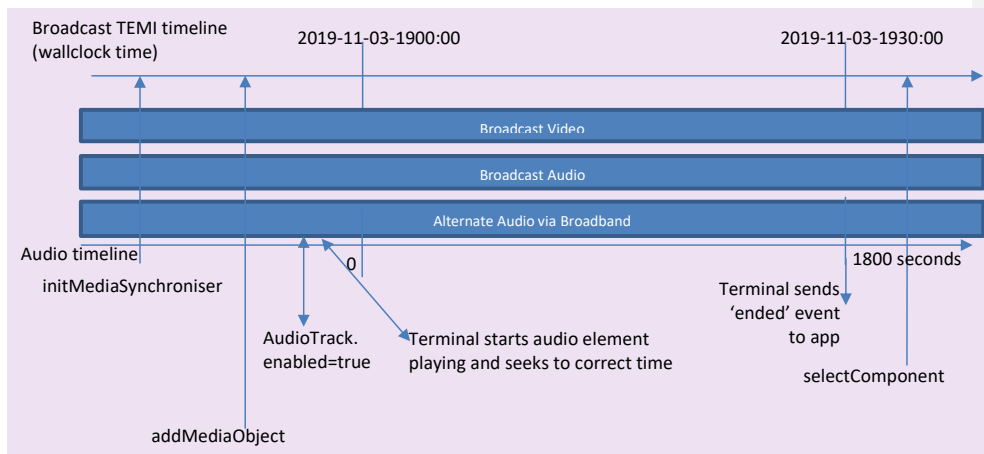 Broadcast TEMI timeline
(wallclock time)
2019-11-03-1900:00
2019-11-03-1930:00
Broadcast Video
Broadcast Audio
Alternate Audio via Broadband
Audio timeline
0
1800 seconds
initMediaSynchroniser
Terminal sends
‘ended’ event
to app
AudioTrack.
enabled=true
Terminal starts audio element
playing and seeks to correct time
selectComponent
addMediaObject